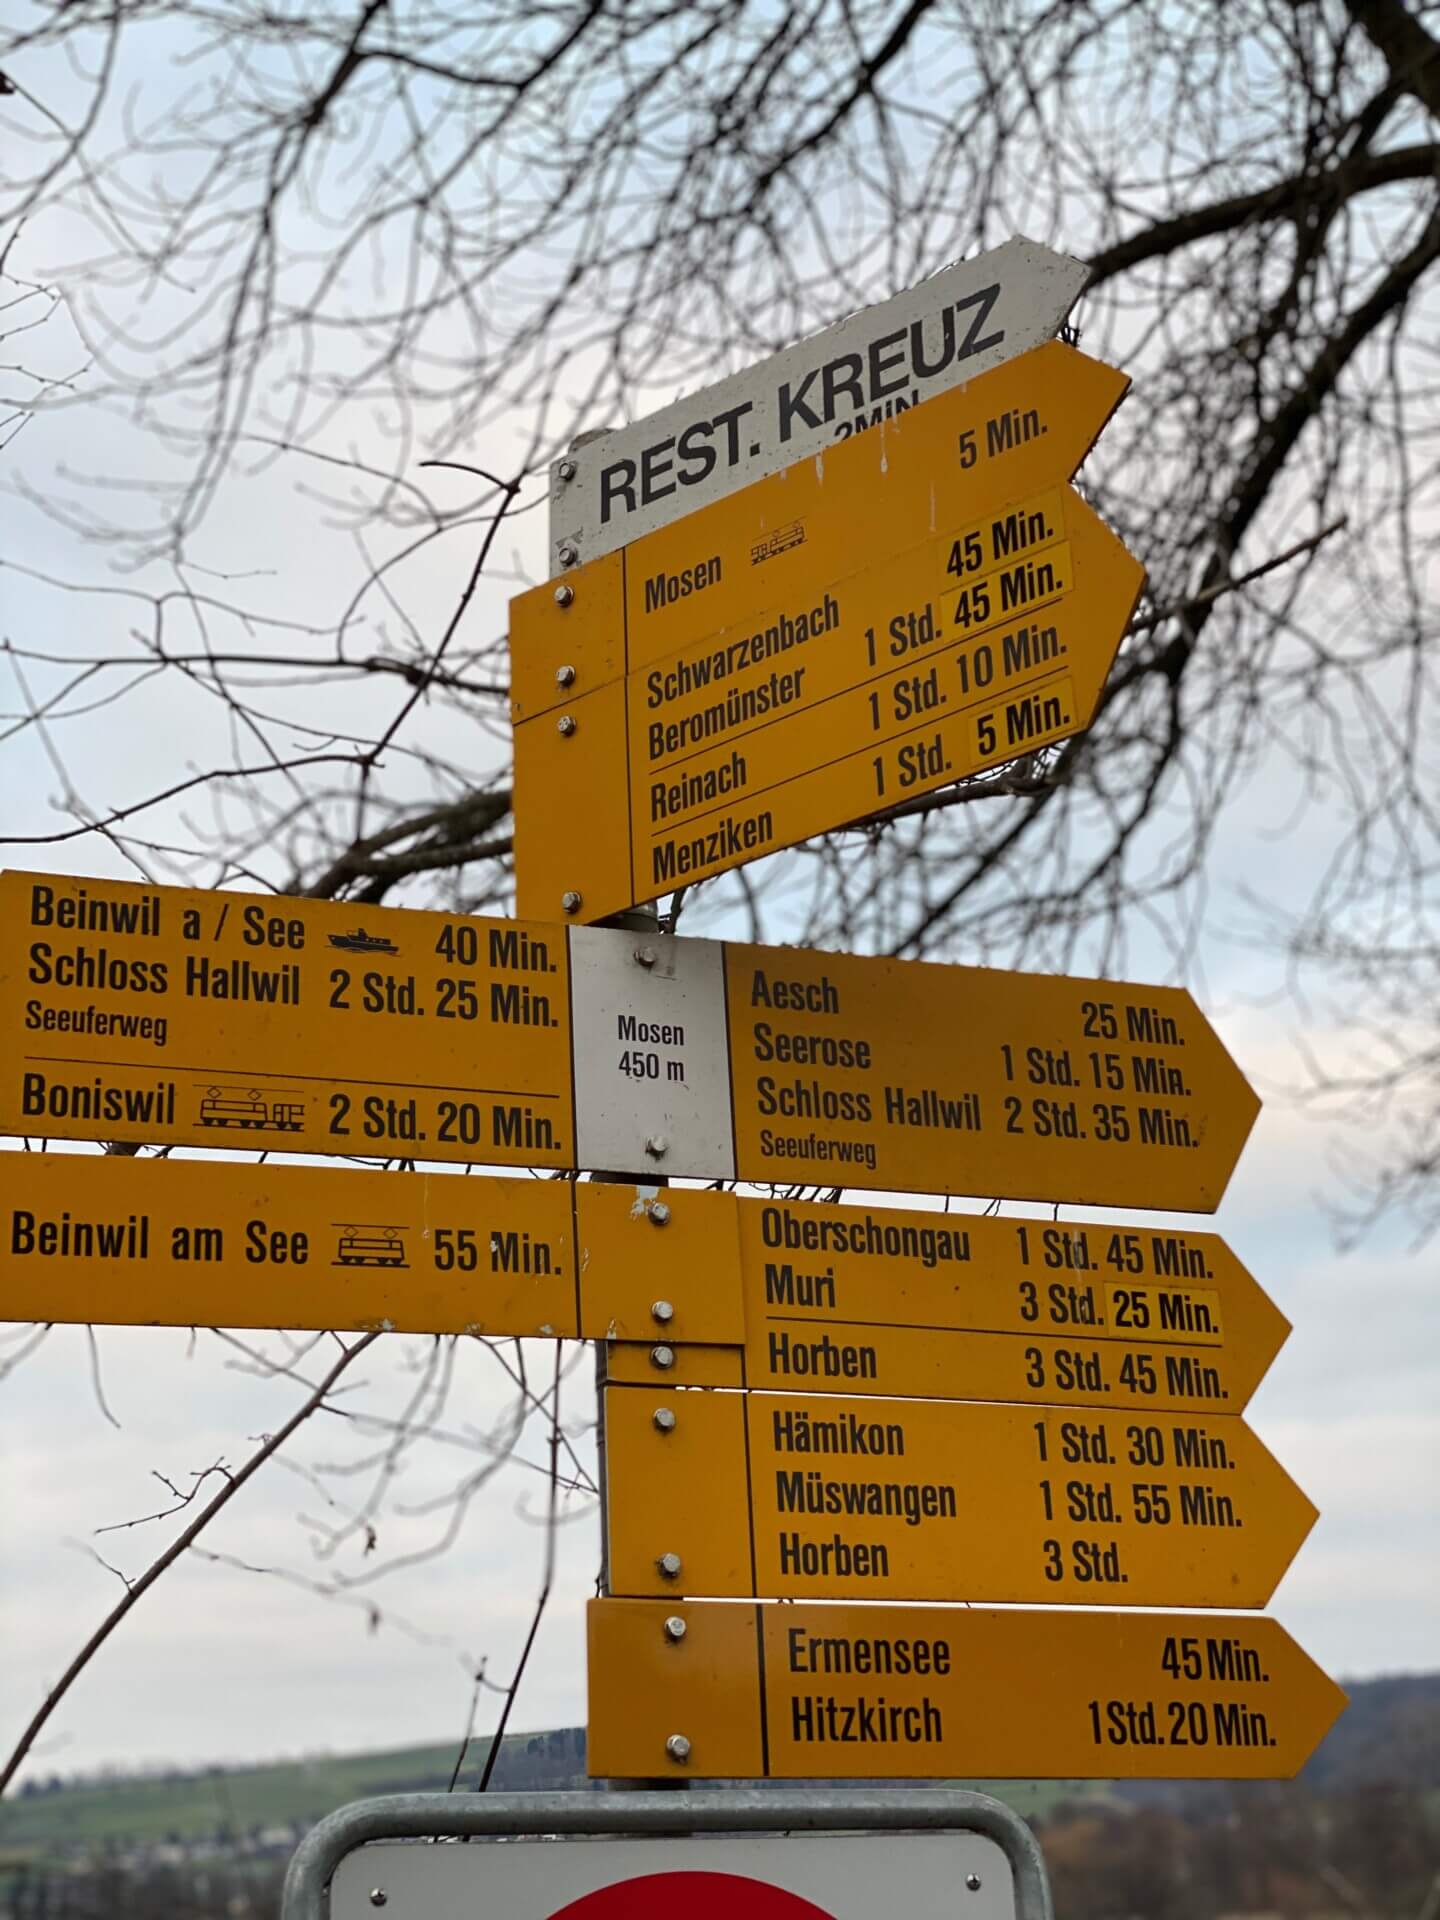 REST. KREUZ
2MIN
Mosen 5 Min.
Schwarzenbach 45 Min.
Beromünster 1 Std. 45 Min.
Reinach 1 Std. 10 Min.
Menziken 1 Std. 5 Min.
Beinwil a / See 40 Min.
Schloss Hallwil 2 Std. 25 Min.
Seeuferweg
Boniswil 2 Std. 20 Min.
Mosen
450 m
Aesch 25 Min.
Seerose 1 Std. 15 Min.
Schloss Hallwil 2 Std. 35 Min.
Seeuferweg
Beinwil am See 55 Min.
Oberschongau 1 Std. 45 Min.
Muri 3 Std. 25 Min.
Horben 3 Std. 45 Min.
Hämikon 1 Std. 30 Min.
Müswangen 1 Std. 55 Min.
Horben 3 Std.
Ermensee 45 Min.
Hitzkirch 1 Std. 20 Min.